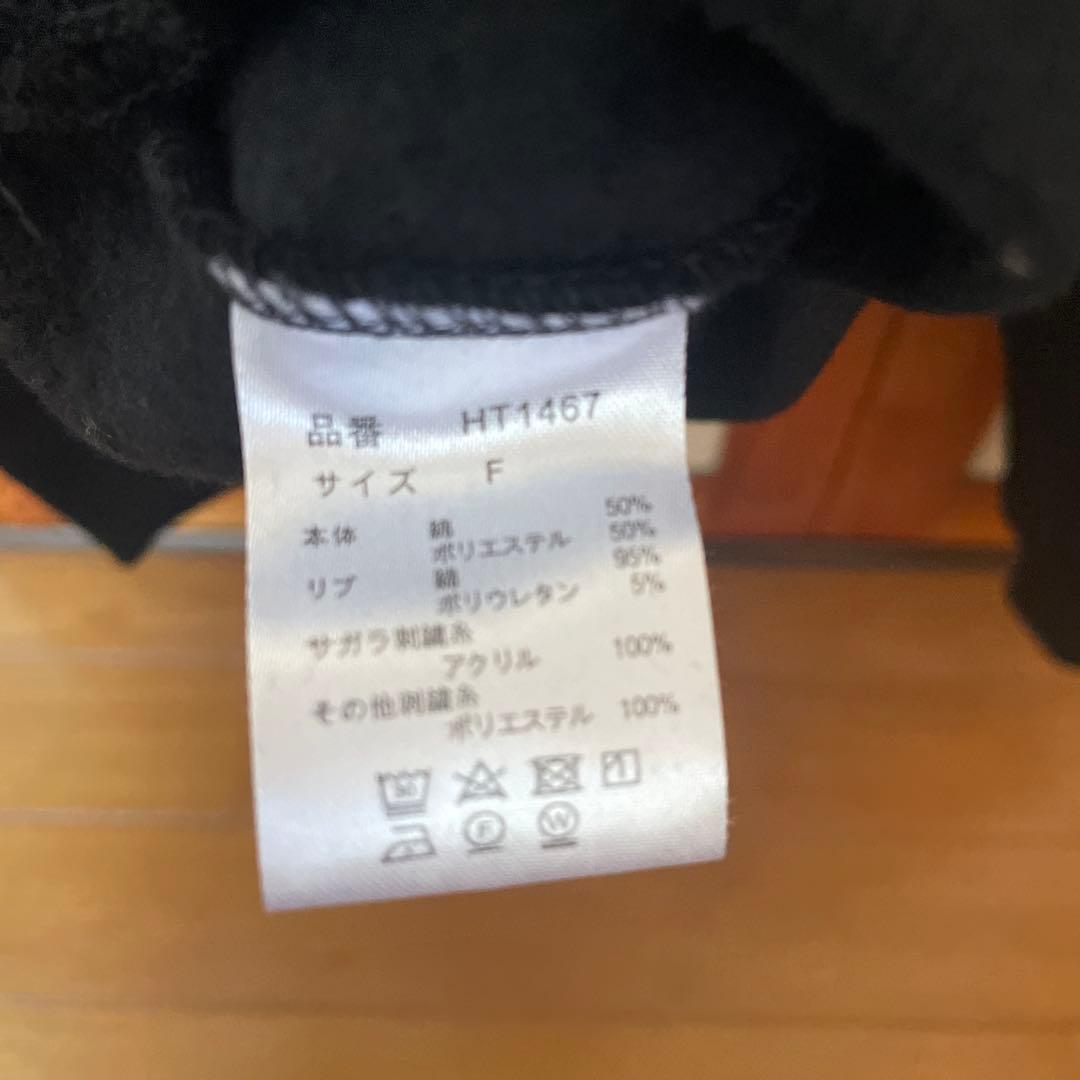 品番 HT1467
サイズ F
本体 綿 50%
ポリエステル 50%
リブ 綿 95%
ポリウレタン 5%
サガラ刺繍糸
アクリル 100%
その他刺繍糸
ポリエステル 100%
F W